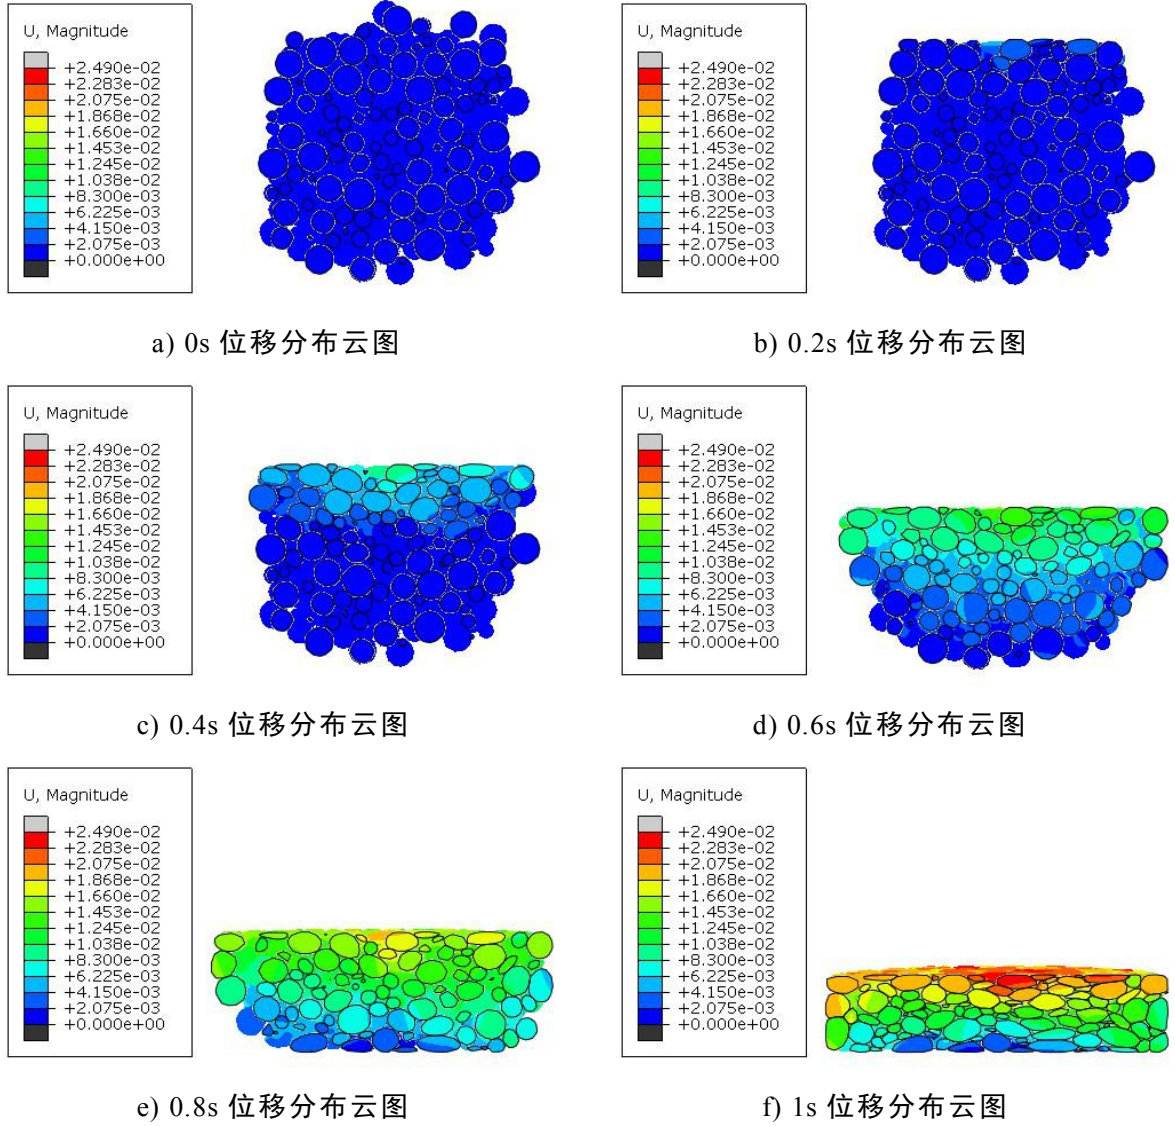 U, Magnitude
+2.490e-02
+2.283e-02
+2.075e-02
+1.868e-02
+1.660e-02
+1.453e-02
+1.245e-02
+1.038e-02
+8.300e-03
+6.225e-03
+4.150e-03
+2.075e-03
+0.000e+00
a) 0s 位移分布云图
U, Magnitude
+2.490e-02
+2.283e-02
+2.075e-02
+1.868e-02
+1.660e-02
+1.453e-02
+1.245e-02
+1.038e-02
+8.300e-03
+6.225e-03
+4.150e-03
+2.075e-03
+0.000e+00
b) 0.2s 位移分布云图
U, Magnitude
+2.490e-02
+2.283e-02
+2.075e-02
+1.868e-02
+1.660e-02
+1.453e-02
+1.245e-02
+1.038e-02
+8.300e-03
+6.225e-03
+4.150e-03
+2.075e-03
+0.000e+00
c) 0.4s 位移分布云图
U, Magnitude
+2.490e-02
+2.283e-02
+2.075e-02
+1.868e-02
+1.660e-02
+1.453e-02
+1.245e-02
+1.038e-02
+8.300e-03
+6.225e-03
+4.150e-03
+2.075e-03
+0.000e+00
d) 0.6s 位移分布云图
U, Magnitude
+2.490e-02
+2.283e-02
+2.075e-02
+1.868e-02
+1.660e-02
+1.453e-02
+1.245e-02
+1.038e-02
+8.300e-03
+6.225e-03
+4.150e-03
+2.075e-03
+0.000e+00
e) 0.8s 位移分布云图
U, Magnitude
+2.490e-02
+2.283e-02
+2.075e-02
+1.868e-02
+1.660e-02
+1.453e-02
+1.245e-02
+1.038e-02
+8.300e-03
+6.225e-03
+4.150e-03
+2.075e-03
+0.000e+00
f) 1s 位移分布云图